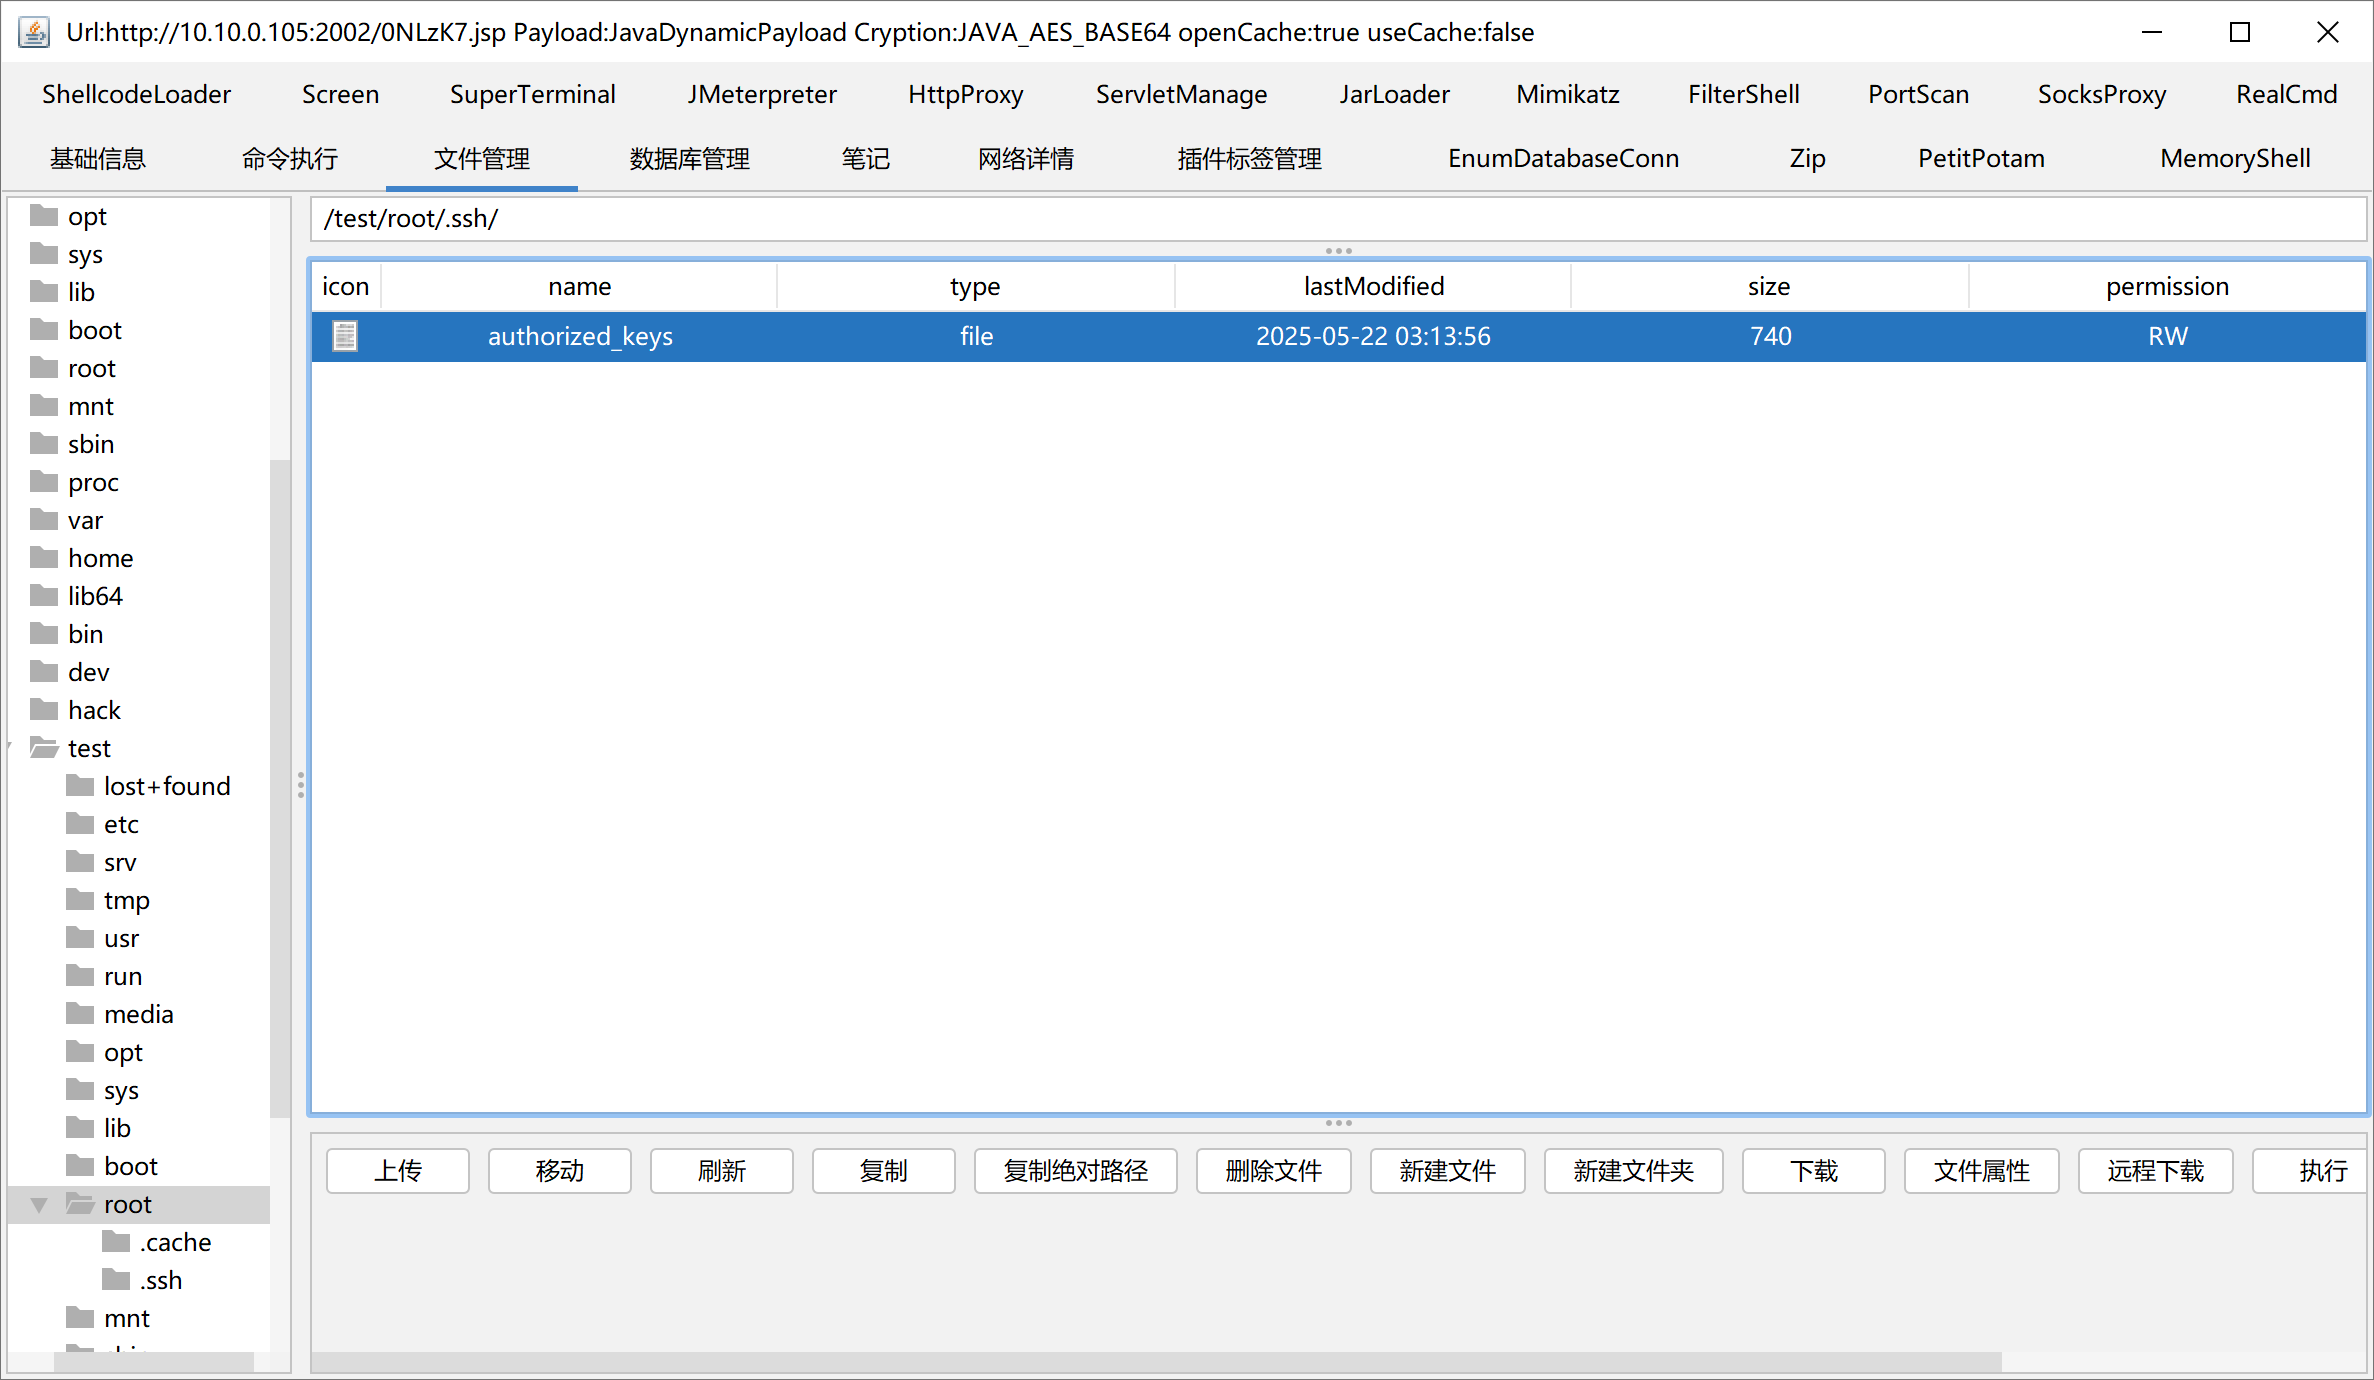 Url:http://10.10.0.105:2002/0NLzK7.jsp Payload:JavaDynamicPayload Cryption:JAVA_AES_BASE64 openCache:true useCache:false
ShellcodeLoader Screen SuperTerminal JMeterpreter HttpProxy ServletManage JarLoader Mimikatz FilterShell PortScan SocksProxy RealCmd
基础信息 命令执行 文件管理 数据库管理 笔记 网络详情 插件标签管理 EnumDatabaseConn Zip PetitPotam MemoryShell
opt
sys
lib
boot
root
mnt
sbin
proc
var
home
lib64
bin
dev
hack
test
lost+found
etc
srv
tmp
usr
run
media
opt
sys
lib
boot
root
.cache
.ssh
mnt
/test/root/.ssh/
icon name type lastModified size permission
authorized_keys file 2025-05-22 03:13:56 740 RW
上传 移动 刷新 复制 复制绝对路径 删除文件 新建文件 新建文件夹 下载 文件属性 远程下载 执行